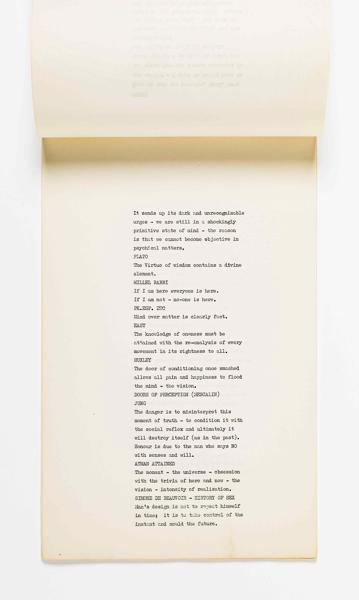 It sends up its dark and unrecognisable
urges - we are still in a shockingly
primitive state of mind - the reason
is that we cannot become objective in
psychical matters.
PLATO
The Virtue of wisdom contains a divine
element.
HILLEL RABBI
If I am here everyone is here.
If I am not - no-one is here.
Mind over matter is clearly fact.
EAST
The knowledge of oneness must be
attained with the re-analysis of every
movement in its rightness to all.
HUXLEY
The door of conditioning once smashed
allows all pain and happiness to flood
the mind - the vision.
DOORS OF PERCEPTION (MESCALIN)
JUNG
The danger is to misinterpret this
moment of truth - to condition it with
the social reflex and ultimately it
will destroy itself (as in the past).
Honour is due to the man who says NO
with senses and will.
ATMAN ATTAINED
The moment - the universe - obsession
with the trivia of here and now - the
vision - intensity of realisation.
SIMONE DE BEAUVOIR - HISTORY OF SEX
Man's design is not to repeat himself
in time; it is to take control of the
instant and mould the future.